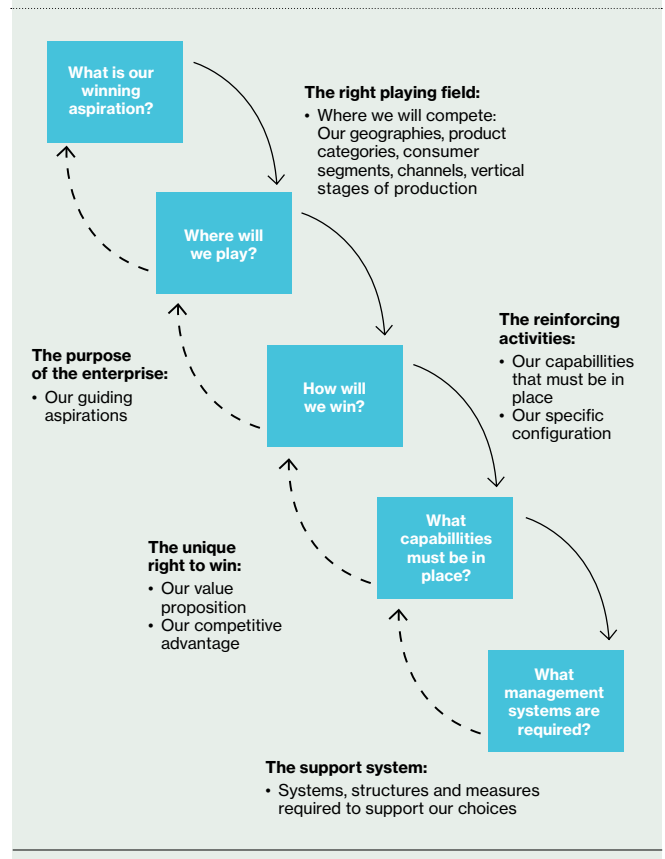 What is our
winning
aspiration?
The right playing field:
• Where we will compete:
Our geographies, product
categories, consumer
segments, channels, vertical
stages of production
Where will
we play?
The purpose
of the enterprise:
• Our guiding
aspirations
How will
we win?
The reinforcing
activities:
• Our capabillities
that must be in
place
• Our specific
configuration
What
capabillities
must be in
place?
The unique
right to win:
• Our value
proposition
• Our competitive
advantage
What
management
systems are
required?
The support system:
• Systems, structures and measures
required to support our choices